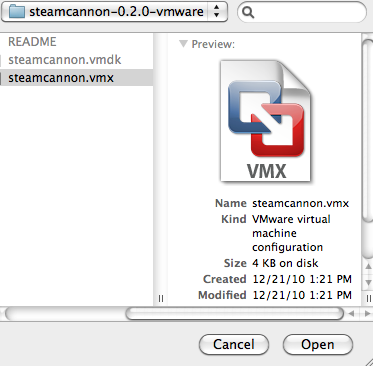 steamcannon-0.2.0-vmware
README
steamcannon.vmdk
steamcannon.vmx
Preview:
VMX
Name steamcannon.vmx
Kind VMware virtual
machine
configuration
Size 4 KB on disk
Created 12/21/10 1:21 PM
Modified 12/21/10 1:21 PM
Cancel
Open